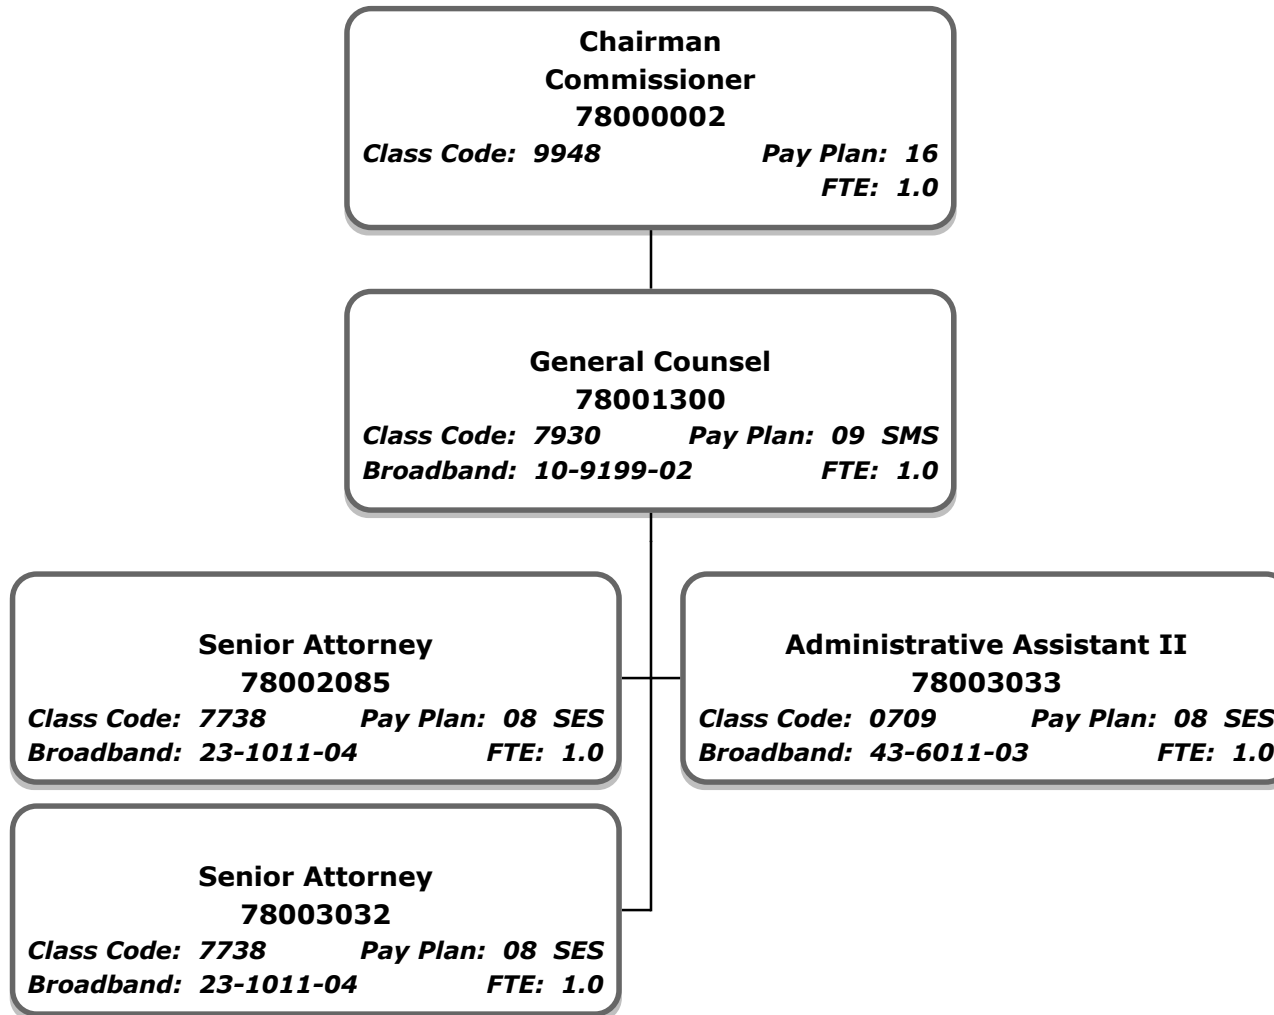 Chairman
Commissioner
78000002
Class Code: 9948 Pay Plan: 16
FTE: 1.0
General Counsel
78001300
Class Code: 7930 Pay Plan: 09 SMS
Broadband: 10-9199-02 FTE: 1.0
Senior Attorney
78002085
Class Code: 7738 Pay Plan: 08 SES
Broadband: 23-1011-04 FTE: 1.0
Administrative Assistant II
78003033
Class Code: 0709 Pay Plan: 08 SES
Broadband: 43-6011-03 FTE: 1.0
Senior Attorney
78003032
Class Code: 7738 Pay Plan: 08 SES
Broadband: 23-1011-04 FTE: 1.0